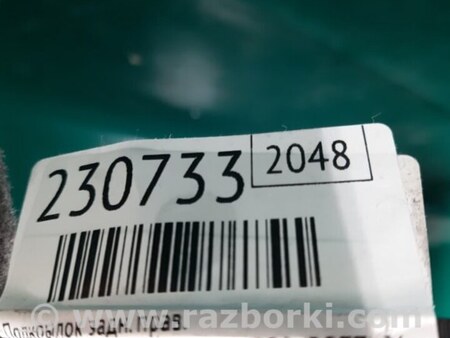 230733 2048
Подкрылок задн. прав.
© www.razborki.com